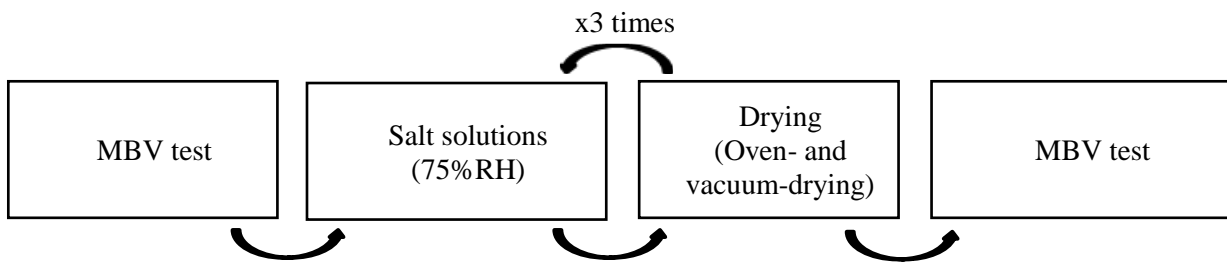 x3 times
MBV test
Salt solutions
(75%RH)
Drying
(Oven- and
vacuum-drying)
MBV test